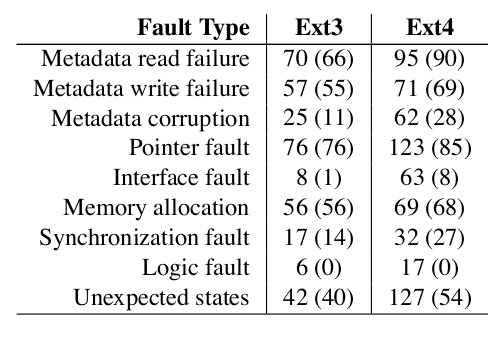 Fault Type Ext3 Ext4
Metadata read failure 70 (66) 95 (90)
Metadata write failure 57 (55) 71 (69)
Metadata corruption 25 (11) 62 (28)
Pointer fault 76 (76) 123 (85)
Interface fault 8 (1) 63 (8)
Memory allocation 56 (56) 69 (68)
Synchronization fault 17 (14) 32 (27)
Logic fault 6 (0) 17 (0)
Unexpected states 42 (40) 127 (54)